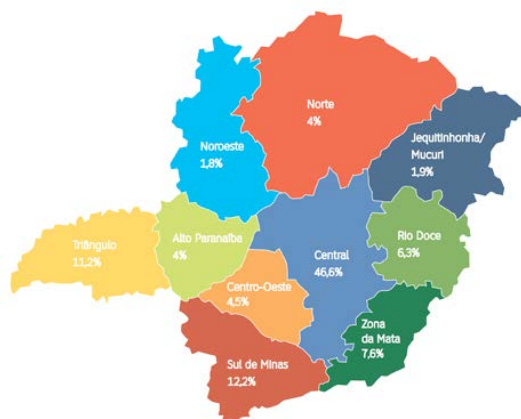 Norte
4%
Noroeste
1,8%
Jequitinhonha/
Mucuri
1,9%
Triângulo
11,2%
Alto Paranaíba
4%
Central
46,6%
Rio Doce
6,3%
Centro-Oeste
4,5%
Zona
da Mata
7,6%
Sul de Minas
12,2%